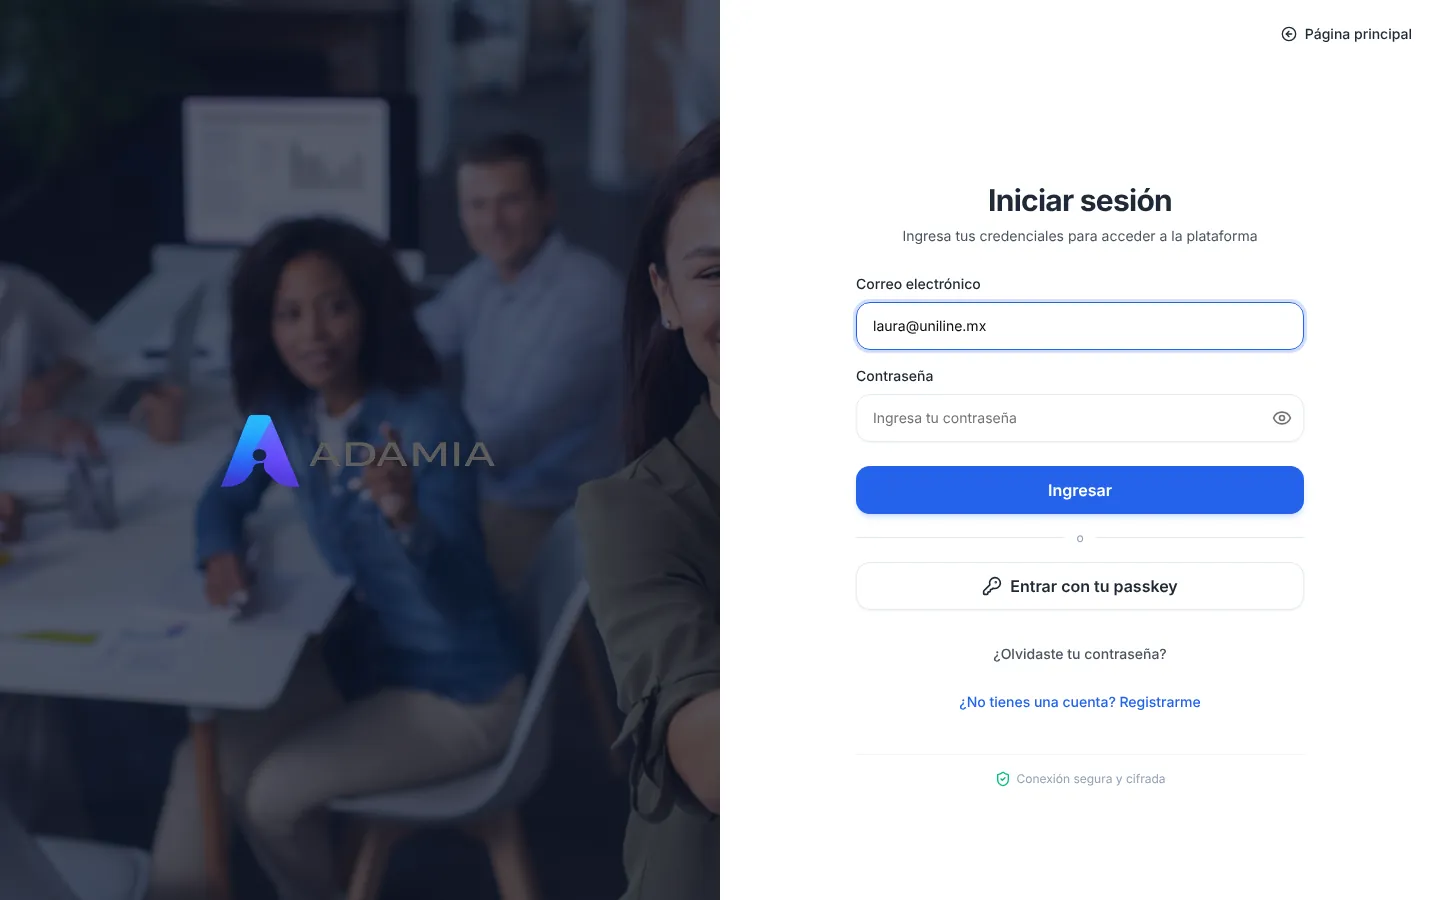 Página principal
Iniciar sesión
Ingresa tus credenciales para acceder a la plataforma
Correo electrónico
laura@uniline.mx
Contraseña
Ingresa tu contraseña
Ingresar
o
Entrar con tu passkey
¿Olvidaste tu contraseña?
¿No tienes una cuenta? Registrarme
Conexión segura y cifrada
ADAMIA